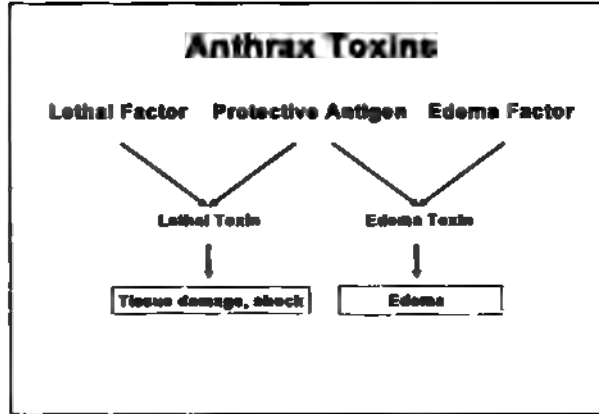 Anthrax Toxins
Lethal Factor Protective Antigen Edema Factor
Lethal Toxin Edema Toxin
Tissue damage, shock Edema